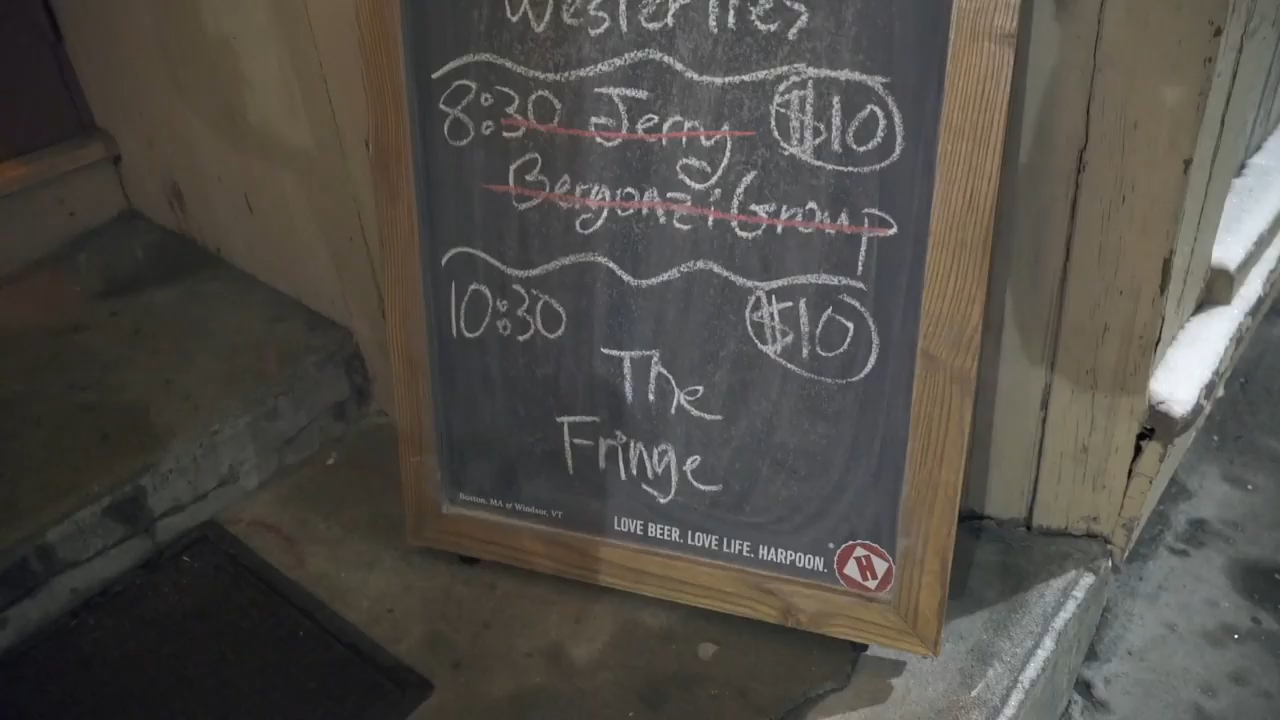 Westerlies
8:30 Jerry $10
Bergonzi Group
10:30 $10
The
Fringe
Boston, MA & Windsor, VT
LOVE BEER. LOVE LIFE. HARPOON.
H